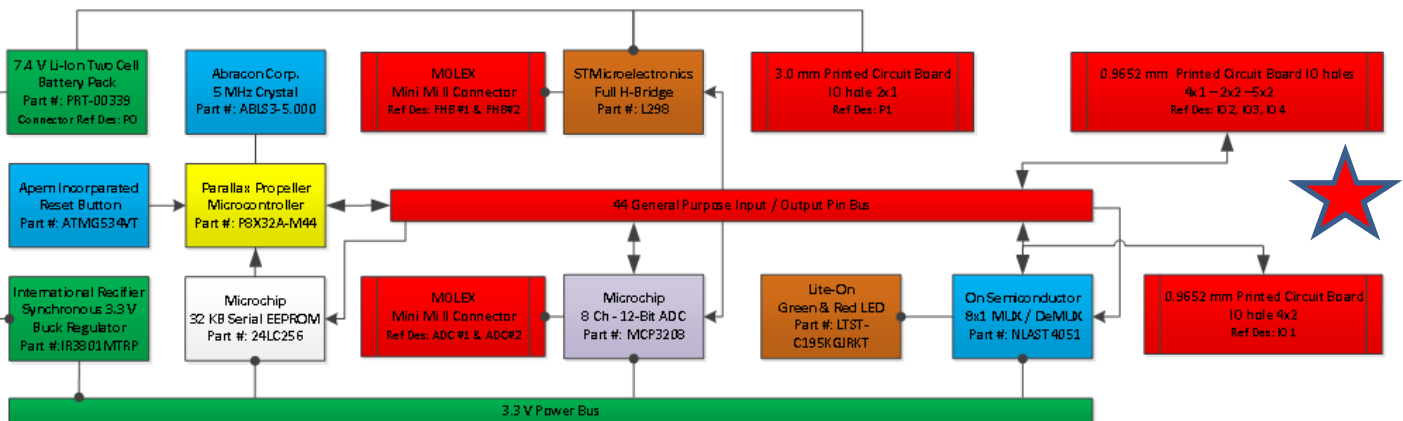 7.4 V Li-Ion Two Cell
Battery Pack
Part #: PRT-00339
Connector Ref Des: P0
Abracon Corp.
5 MHz Crystal
Part #: ABLS3-5.000
MOLEX
Mini Mi II Connector
Ref Des: FHB #1 & FHB#2
STMicroelectronics
Full H-Bridge
Part #: L298
3.0 mm Printed Circuit Board
IO hole 2x1
Ref Des: P1
0.9652 mm Printed Circuit Board IO holes
4x1 – 2x2 – 5x2
Ref Des: IO2, IO3, IO4
Apem Incorparated
Reset Button
Part #: ATMG534VT
Parallax Propeller
Microcontroller
Part #: P8X32A-M44
44 General Purpose Input / Output Pin Bus
International Rectifier
Synchronous 3.3 V
Buck Regulator
Part #:IR3801MTRP
Microchip
32 KB Serial EEPROM
Part #: 24LC256
MOLEX
Mini Mi II Connector
Ref Des: ADC #1 & ADC#2
Microchip
8 Ch - 12-Bit ADC
Part #: MCP3208
Lite-On
Green & Red LED
Part #: LTST-
C195KGJRKT
On Semiconductor
8x1 MUX / DeMUX
Part #: NLAST4051
0.9652 mm Printed Circuit Board
IO hole 4x2
Ref Des: IO1
3.3 V Power Bus